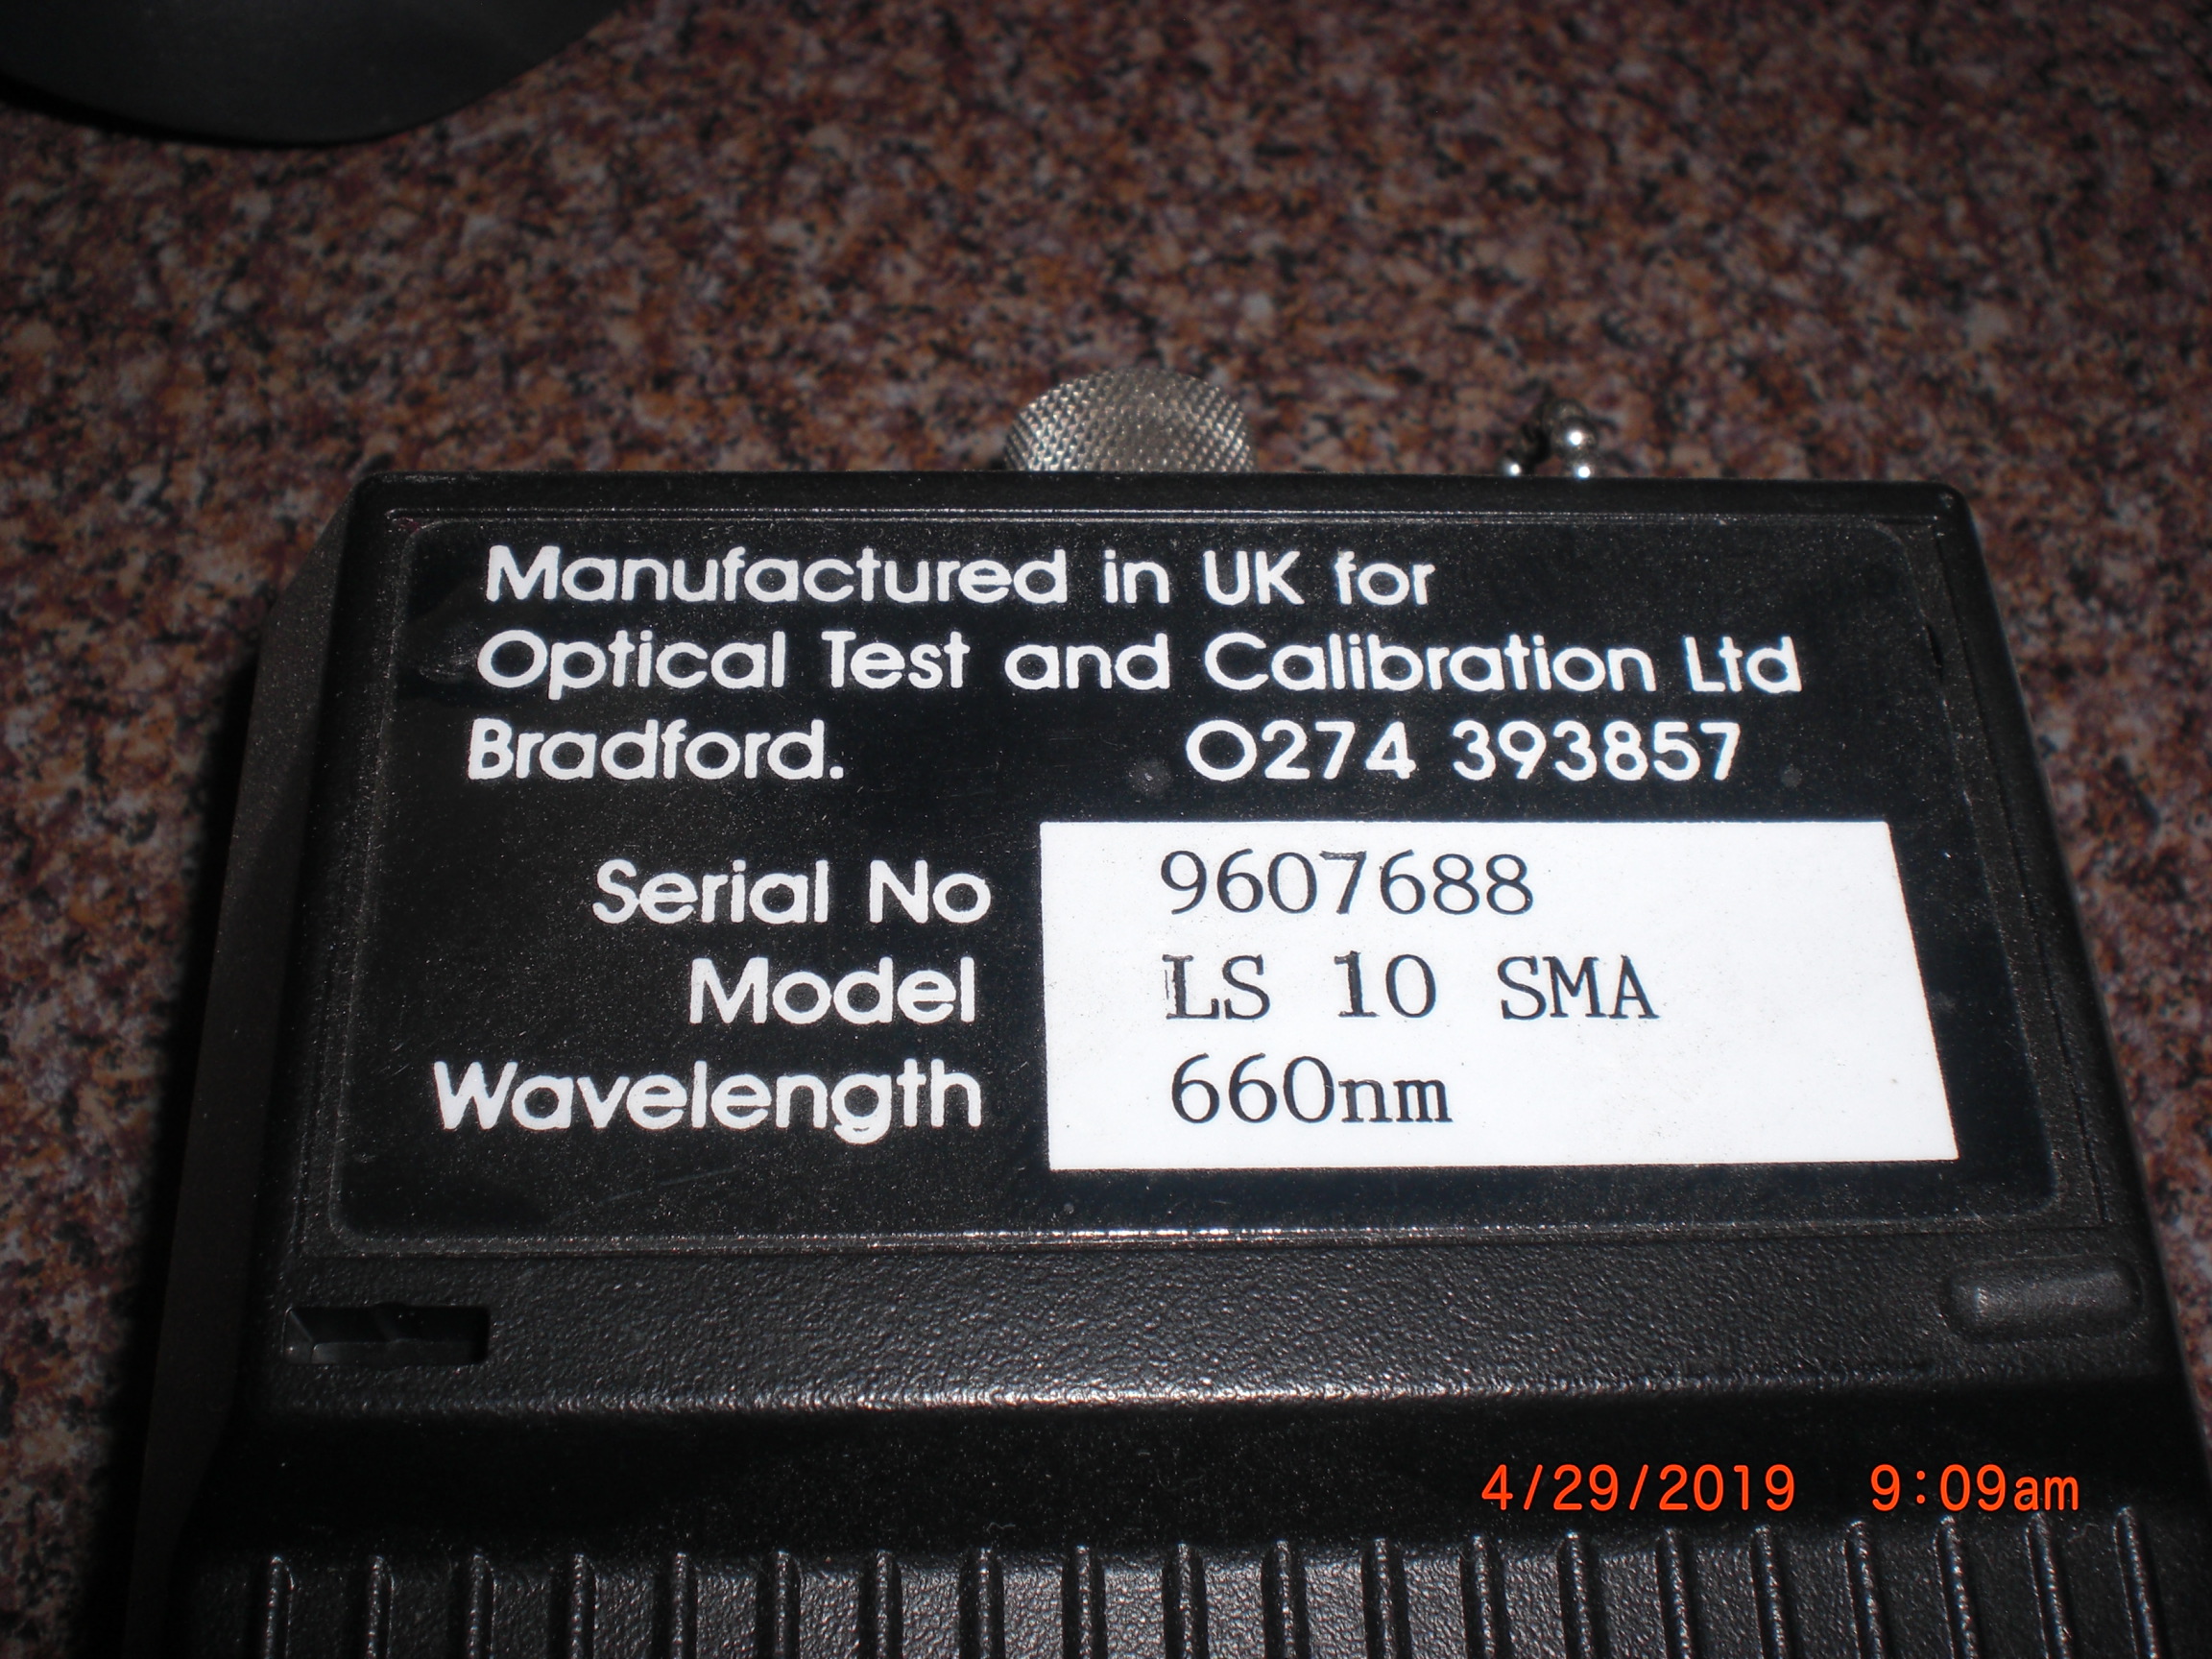 Manufactured in UK for
Optical Test and Calibration Ltd
Bradford. 0274 393857
Serial No 9607688
Model LS 10 SMA
Wavelength 660nm
4/29/2019 9:09am